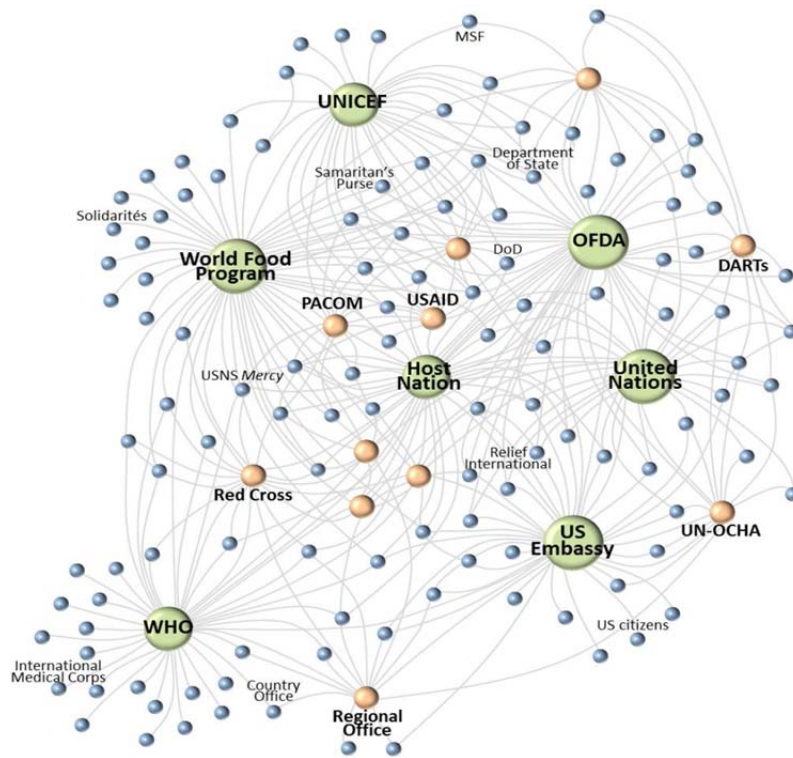 MSF
UNICEF
Department
of State
Samaritan's
Purse
Solidarités
OFDA
World Food
Program
DoD
DARTs
PACOM
USAID
Host
Nation
United
Nations
USNS Mercy
Relief
International
Red Cross
US
Embassy
UN-OCHA
WHO
US citizens
International
Medical Corps
Country
Office
Regional
Office